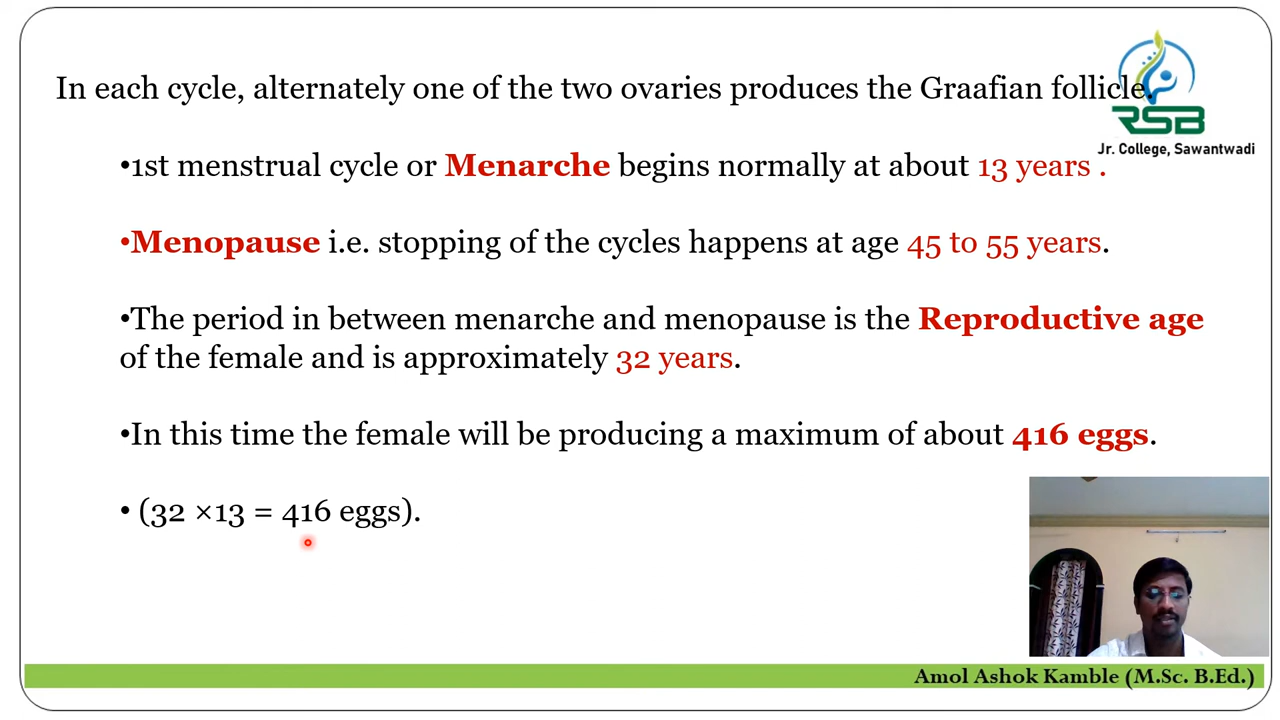 In each cycle, alternately one of the two ovaries produces the Graafian follicle.
RSB
Jr. College, Sawantwadi
•1st menstrual cycle or Menarche begins normally at about 13 years .
•Menopause i.e. stopping of the cycles happens at age 45 to 55 years.
•The period in between menarche and menopause is the Reproductive age
of the female and is approximately 32 years.
•In this time the female will be producing a maximum of about 416 eggs.
• (32 ×13 = 416 eggs).
Amol Ashok Kamble (M.Sc. B.Ed.)